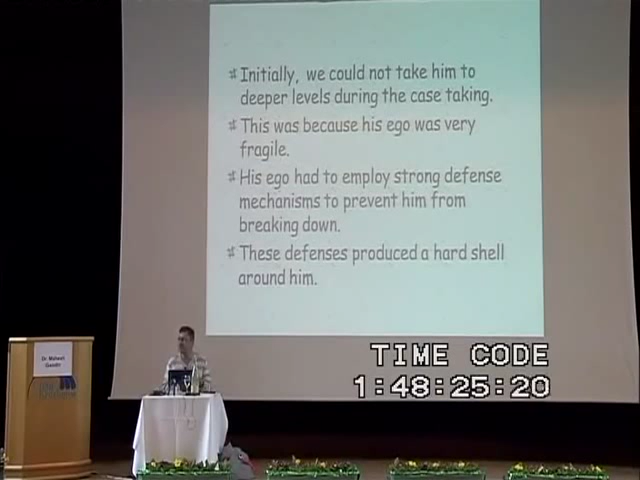 Initially, we could not take him to
deeper levels during the case taking.
This was because his ego was very
fragile.
His ego had to employ strong defense
mechanisms to prevent him from
breaking down.
These defenses produced a hard shell
around him.
TIME CODE
1:48:25:20
Dr
Gandhi